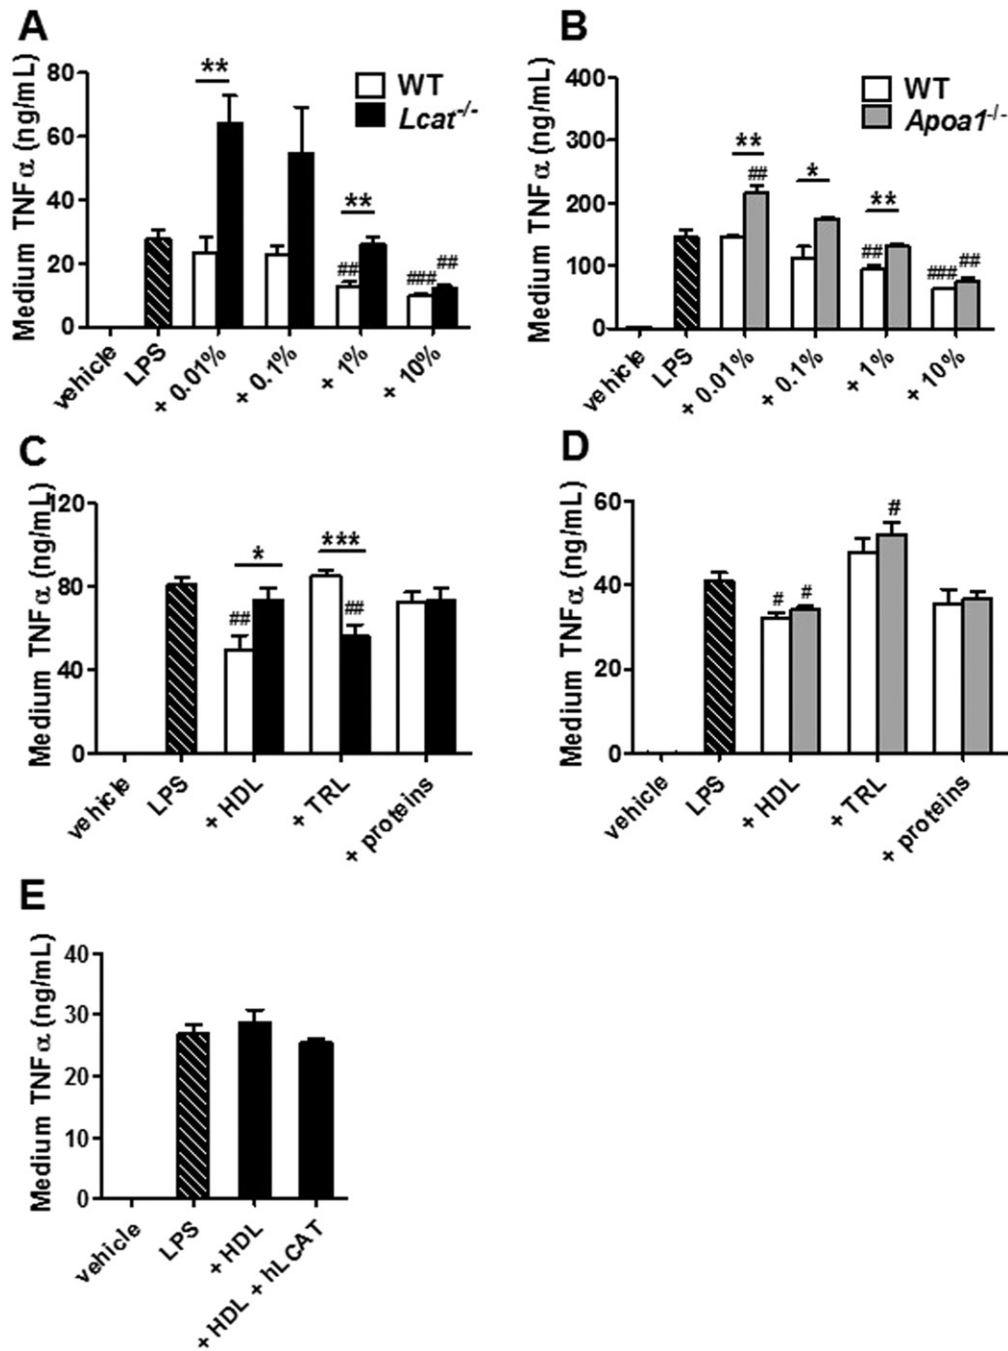 A
Medium TNFα (ng/mL)
80
60
40
20
0
**
**
##
###
##
WT
Lcat-/-
vehicle
LPS
+ 0.01%
+ 0.1%
+ 1%
+ 10%
B
Medium TNFα (ng/mL)
400
300
200
100
0
**
##
*
**
##
###
##
WT
Apoa1-/-
vehicle
LPS
+ 0.01%
+ 0.1%
+ 1%
+ 10%
C
Medium TNFα (ng/mL)
120
80
40
0
*
##
***
##
vehicle
LPS
+ HDL
+ TRL
+ proteins
D
Medium TNFα (ng/mL)
60
40
20
0
#
#
#
vehicle
LPS
+ HDL
+ TRL
+ proteins
E
Medium TNFα (ng/mL)
40
30
20
10
0
vehicle
LPS
+ HDL
+ HDL + hLCAT